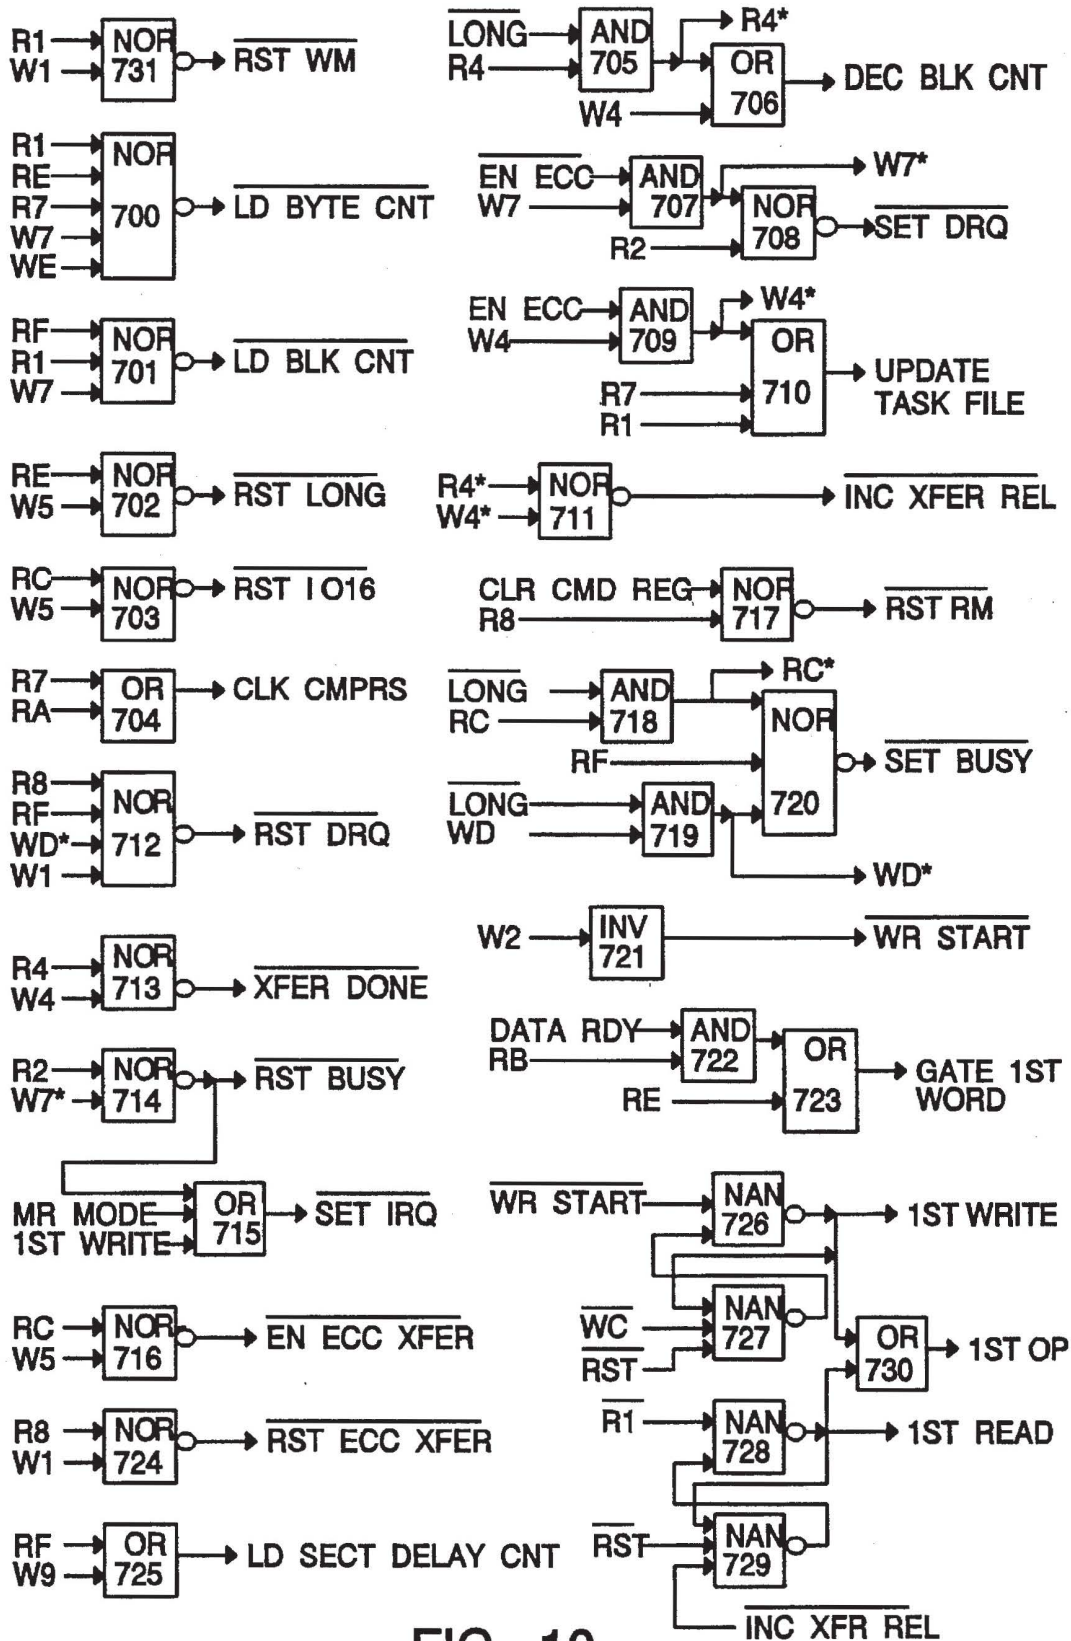 R1
W1
NOR
731
RST WM
R1
RE
R7
W7
WE
NOR
700
LD BYTE CNT
RF
R1
W7
NOR
701
LD BLK CNT
RE
W5
NOR
702
RST LONG
RC
W5
NOR
703
RST IO16
R7
RA
OR
704
CLK CMPRS
R8
RF
WD*
W1
NOR
712
RST DRQ
R4
W4
NOR
713
XFER DONE
R2
W7*
NOR
714
RST BUSY
MR MODE
1ST WRITE
OR
715
SET IRQ
RC
W5
NOR
716
EN ECC XFER
R8
W1
NOR
724
RST ECC XFER
RF
W9
OR
725
LD SECT DELAY CNT
LONG
R4
AND
705
R4*
W4
OR
706
DEC BLK CNT
EN ECC
W7
AND
707
W7*
R2
NOR
708
SET DRQ
EN ECC
W4
AND
709
W4*
R7
R1
OR
710
UPDATE
TASK FILE
R4*
W4*
NOR
711
INC XFER REL
CLR CMD REG
R8
NOR
717
RST RM
LONG
RC
AND
718
RC*
RF
NOR
720
SET BUSY
LONG
WD
AND
719
WD*
W2
INV
721
WR START
DATA RDY
RB
AND
722
RE
OR
723
GATE 1ST
WORD
WR START
NAN
726
1ST WRITE
WC
RST
NAN
727
OR
730
1ST OP
R1
NAN
728
1ST READ
RST
NAN
729
INC XFR REL